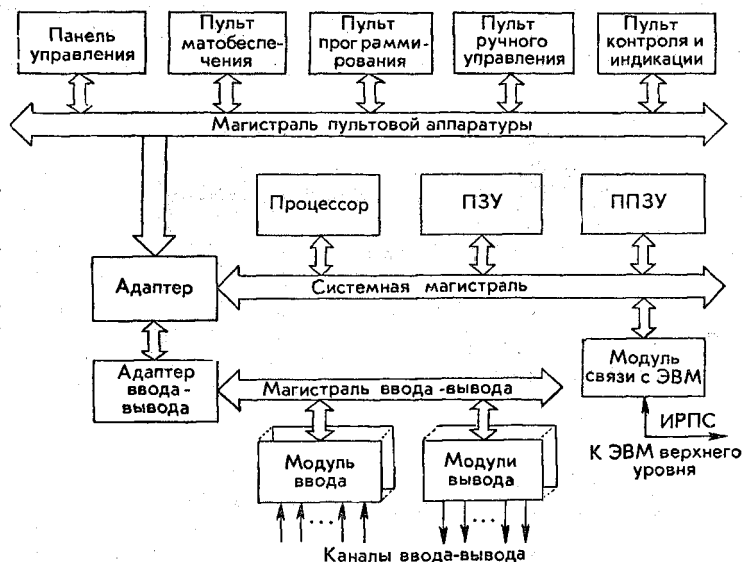 Панель
управления
Пульт
матобеспе-
чения
Пульт
программи-
рования
Пульт
ручного
управления
Пульт
контроля и
индикации
Магистраль пультовой аппаратуры
Процессор
ПЗУ
ППЗУ
Адаптер
Системная магистраль
Адаптер
ввода-
вывода
Магистраль ввода-вывода
Модуль
связи с ЭВМ
ИРПС
К ЭВМ верхнего
уровня
Модуль
ввода
Модули
вывода
Каналы ввода-вывода